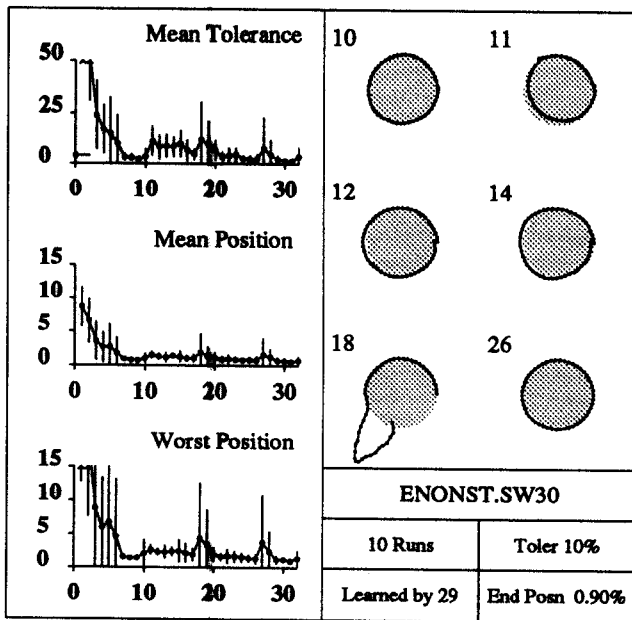 Mean Tolerance
50
25
0
0 10 20 30
Mean Position
15
10
5
0
0 10 20 30
Worst Position
15
10
5
0
0 10 20 30
10 11
12 14
18 26
ENONST.SW30
10 Runs Toler 10%
Learned by 29 End Posn 0.90%